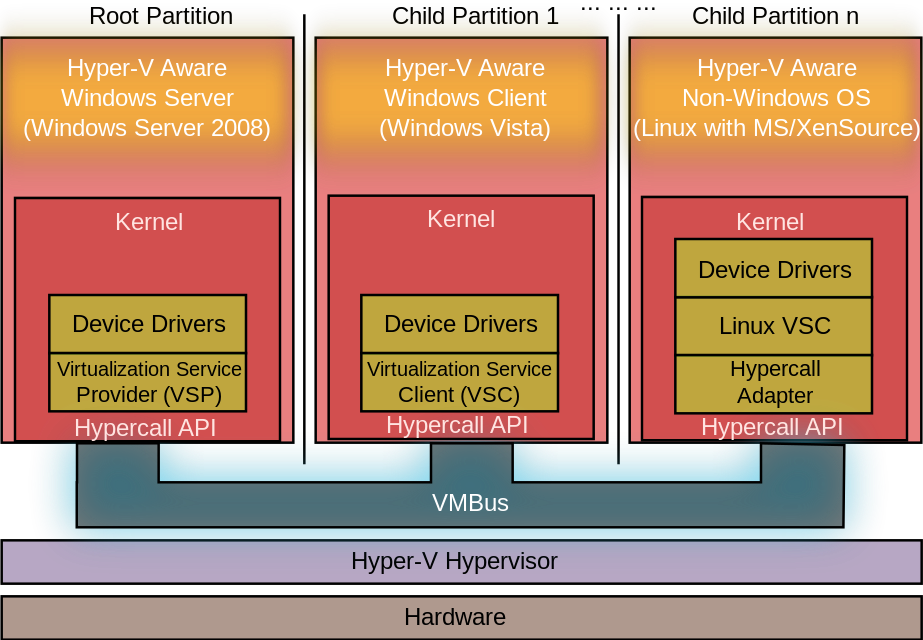 Root Partition
Child Partition 1
... ... ...
Child Partition n
Hyper-V Aware
Windows Server
(Windows Server 2008)
Kernel
Device Drivers
Virtualization Service
Provider (VSP)
Hypercall API
Hyper-V Aware
Windows Client
(Windows Vista)
Kernel
Device Drivers
Virtualization Service
Client (VSC)
Hypercall API
Hyper-V Aware
Non-Windows OS
(Linux with MS/XenSource)
Kernel
Device Drivers
Linux VSC
Hypercall
Adapter
Hypercall API
VMBus
Hyper-V Hypervisor
Hardware